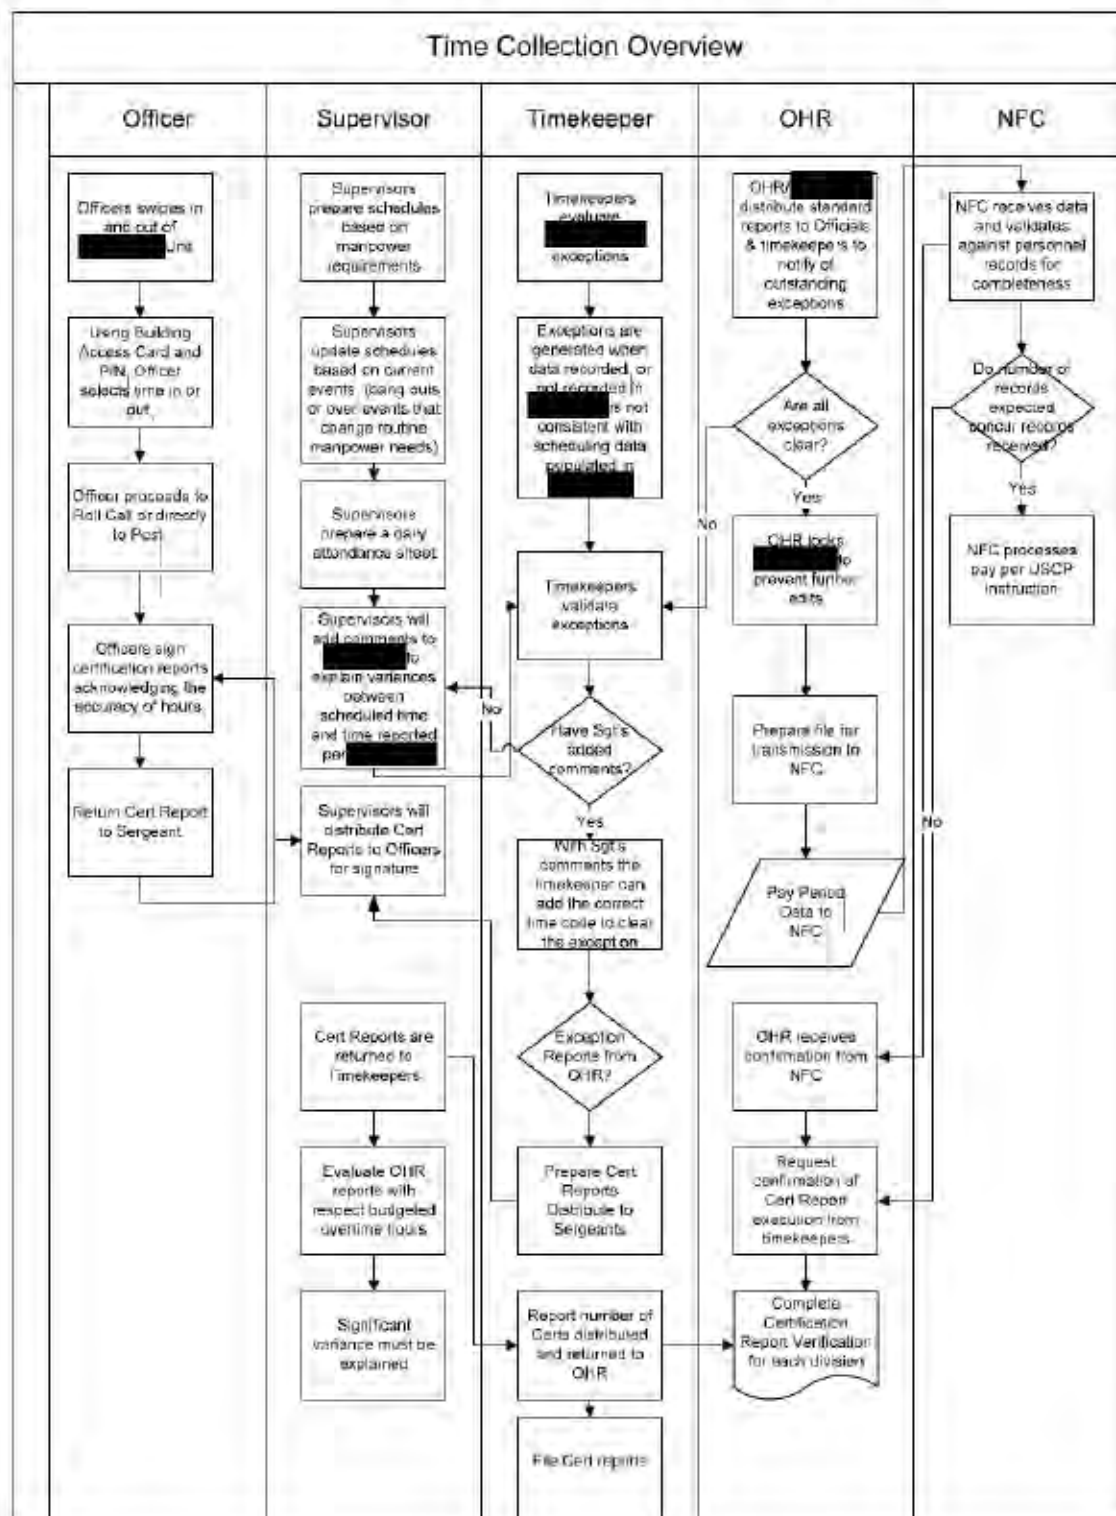 Time Collection Overview
Officer
Supervisor
Timekeeper
OHR
NFC
Officers swipes in
and out of
Unit
Using Building
Access Card and
PIN, Officer
selects time in or
out.
Officer proceeds to
Roll Call or directly
to Post
Officers sign
certification reports
acknowledging the
accuracy of hours
Return Cert Report
to Sergeant
Supervisors
prepare schedules
based on
manpower
requirements
Supervisors
update schedules
based on current
events (bang outs
or over events that
change routine
manpower needs)
Supervisors
prepare a daily
attendance sheet
Supervisors will
add comments to
to
explain variances
between
scheduled time
and time reported
per
Supervisors will
distribute Cert
Reports to Officers
for signature
Cert Reports are
returned to
Timekeepers
Evaluate OHR
reports with
respect budgeted
overtime hours
Significant
variance must be
explained
Timekeepers
evaluate
exceptions
Exceptions are
generated when
data recorded, or
not recorded in
is not
consistent with
scheduling data
populated in
Timekeepers
validate
exceptions
No
Have Sgt's
added
comments?
Yes
With Sgt's
comments the
timekeeper can
add the correct
time code to clear
the exception
Exception
Reports from
OHR?
Prepare Cert
Reports
Distribute to
Sergeants
Report number of
Certs distributed
and returned to
OHR
File Cert reports
OHR/
distribute standard
reports to Officials
& timekeepers to
notify of
outstanding
exceptions
Are all
exceptions
clear?
No
Yes
OHR locks
to
prevent further
edits
Prepare file for
transmission to
NFC
Pay Period
Data to
NFC
OHR receives
confirmation from
NFC
Request
confirmation of
Cert Report
execution from
timekeepers
Complete
Certification
Report Verification
for each division
NFC receives data
and validates
against personnel
records for
completeness
Do number of
records
expected
concur records
received?
Yes
No
NFC processes
pay per USCP
instruction